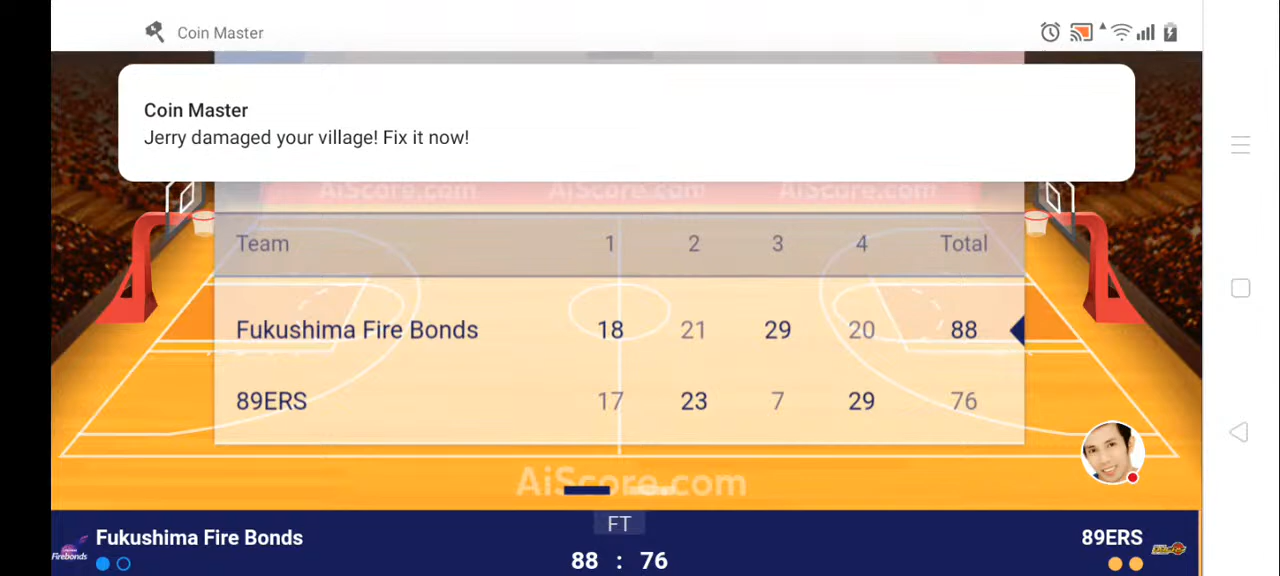 Coin Master
Coin Master
Jerry damaged your village! Fix it now!
AiScore.com AiScore.com AiScore.com
Team 1 2 3 4 Total
Fukushima Fire Bonds 18 21 29 20 88
89ERS 17 23 7 29 76
AiScore.com
FT
Fukushima Fire Bonds 89ERS
Firebonds
88 : 76